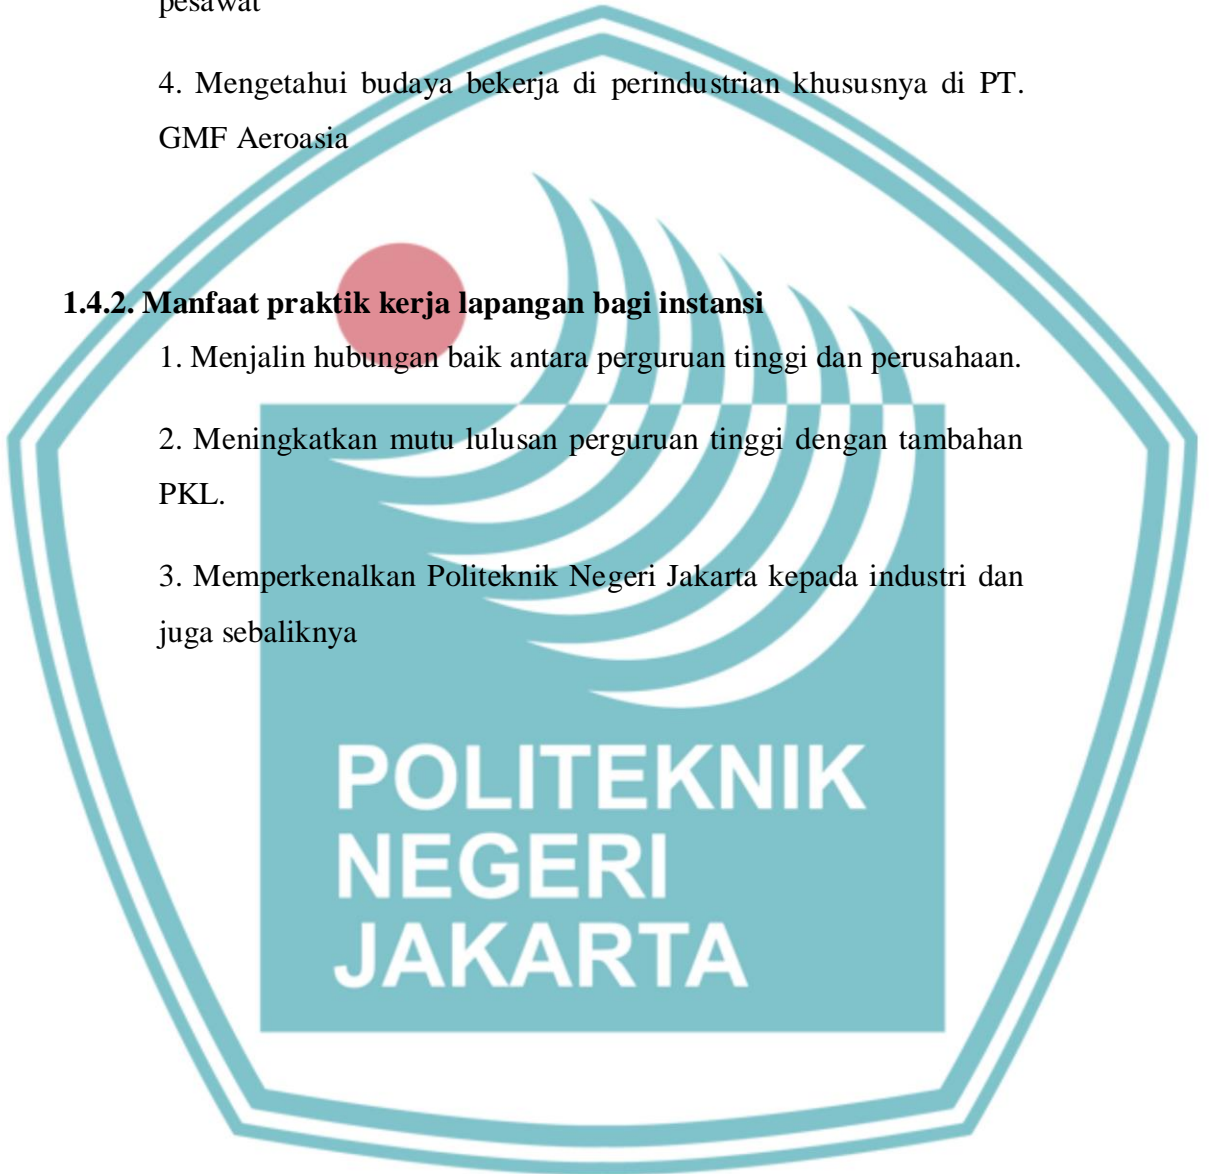 pesawat
4. Mengetahui budaya bekerja di perindustrian khususnya di PT.
GMF Aeroasia
1.4.2. Manfaat praktik kerja lapangan bagi instansi
1. Menjalin hubungan baik antara perguruan tinggi dan perusahaan.
2. Meningkatkan mutu lulusan perguruan tinggi dengan tambahan
PKL.
3. Memperkenalkan Politeknik Negeri Jakarta kepada industri dan
juga sebaliknya
POLITEKNIK
NEGERI
JAKARTA